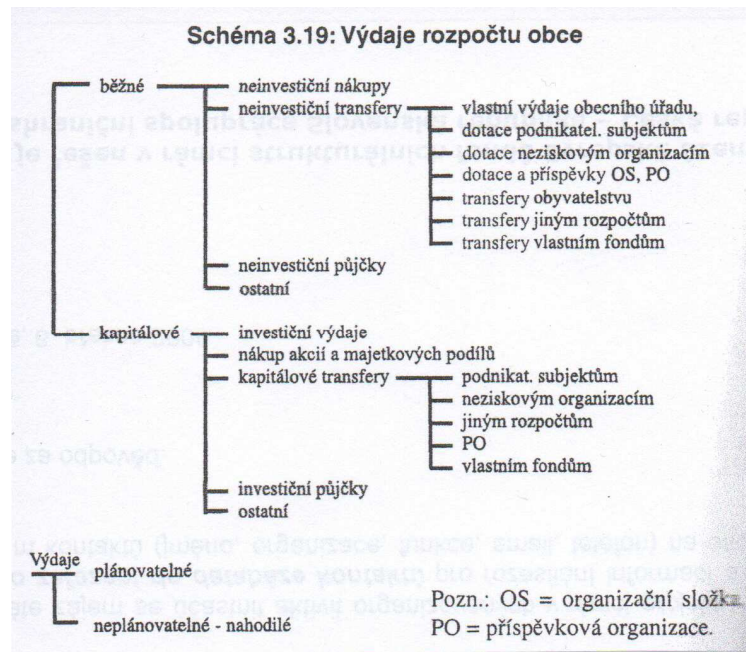 Schéma 3.19: Výdaje rozpočtu obce
běžné
neinvestiční nákupy
neinvestiční transfery
vlastní výdaje obecního úřadu,
dotace podnikatel. subjektům
dotace neziskovým organizacím
dotace a příspěvky OS, PO
transfery obyvatelstvu
transfery jiným rozpočtům
transfery vlastním fondům
neinvestiční půjčky
ostatní
kapitálové
investiční výdaje
nákup akcií a majetkových podílů
kapitálové transfery
podnikat. subjektům
neziskovým organizacím
jiným rozpočtům
PO
vlastním fondům
investiční půjčky
ostatní
Výdaje
plánovatelné
neplánovatelné - nahodilé
Pozn.: OS = organizační složka
PO = příspěvková organizace.